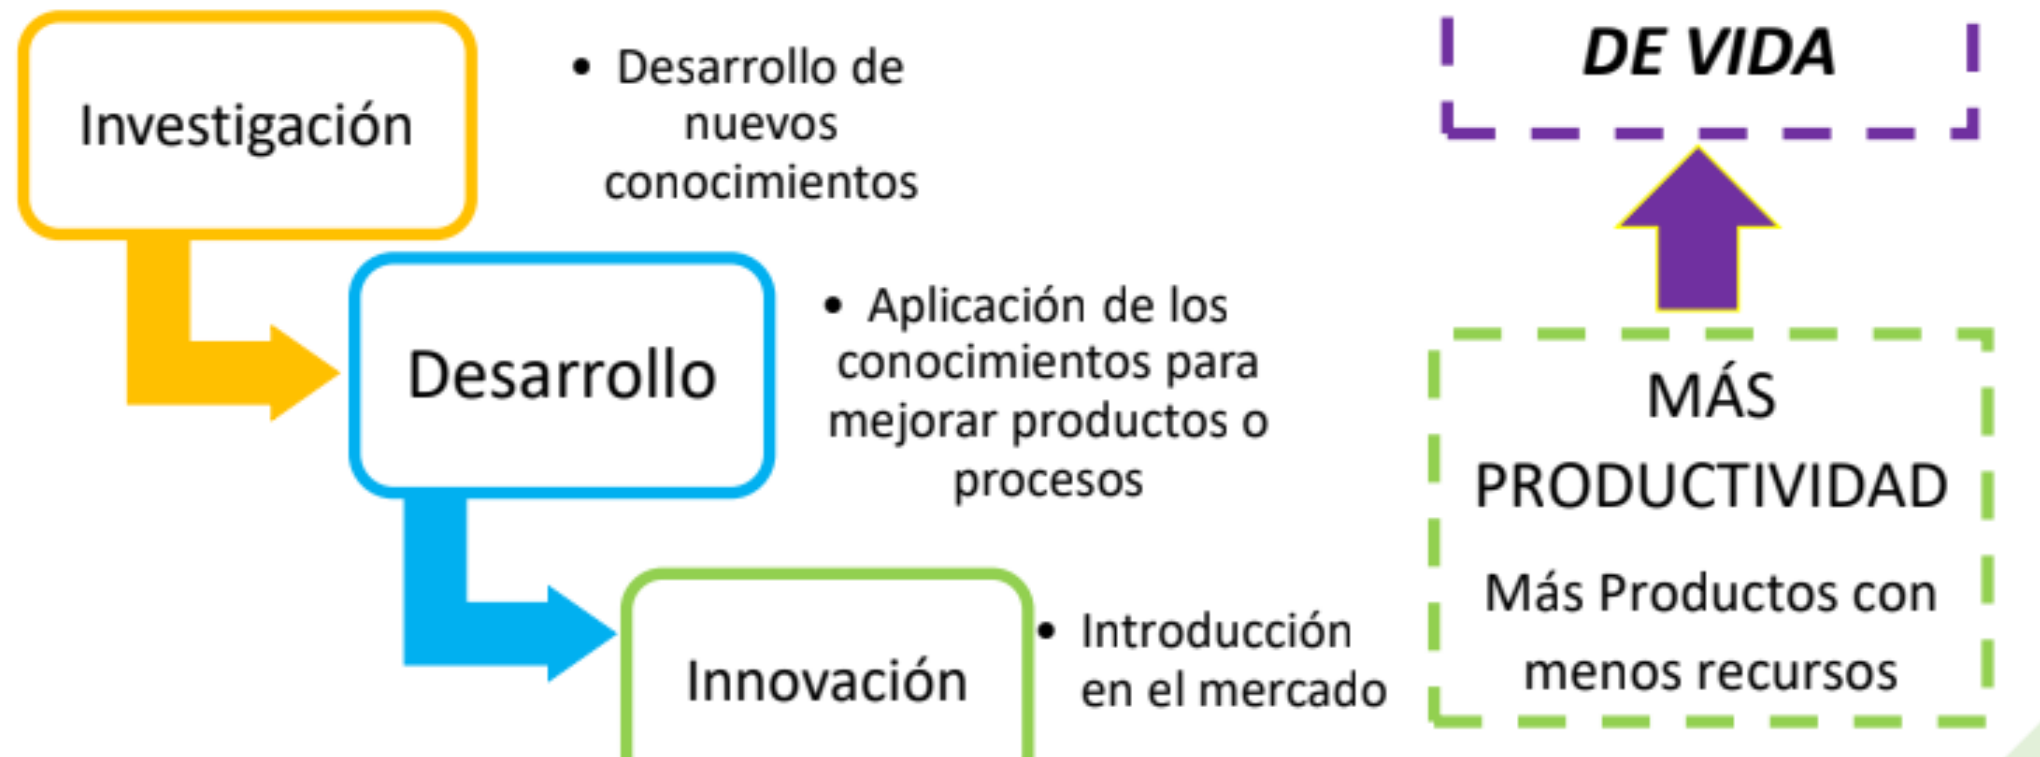 Investigación
• Desarrollo de
nuevos
conocimientos
Desarrollo
• Aplicación de los
conocimientos para
mejorar productos o
procesos
Innovación
• Introducción
en el mercado
DE VIDA
MÁS
PRODUCTIVIDAD
Más Productos con
menos recursos